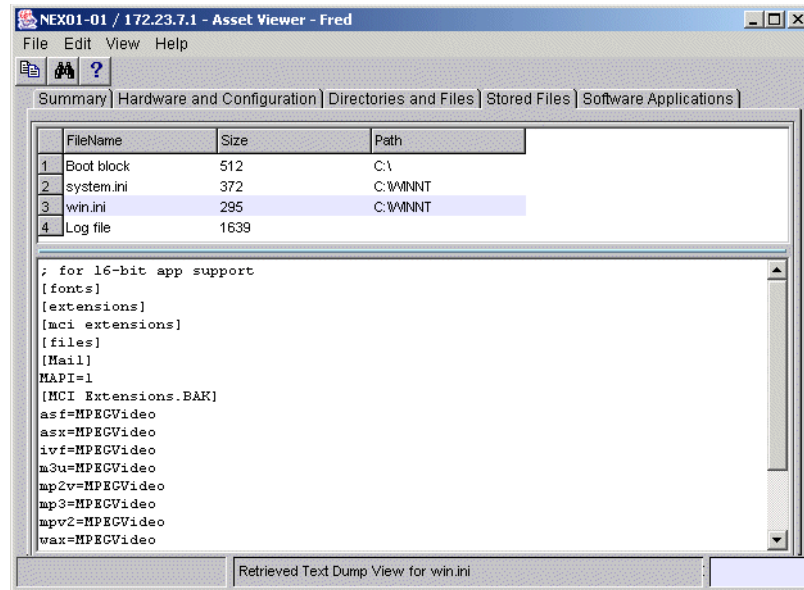 NEX01-01 / 172.23.7.1 - Asset Viewer - Fred
File Edit View Help
?
Summary Hardware and Configuration Directories and Files Stored Files Software Applications
FileName Size Path
1 Boot block 512 C:\
2 system.ini 372 C:\WINNT
3 win.ini 295 C:\WINNT
4 Log file 1639
; for 16-bit app support
[fonts]
[extensions]
[mci extensions]
[files]
[Mail]
MAPI=1
[MCI Extensions.BAK]
asf=MPEGVideo
asx=MPEGVideo
ivf=MPEGVideo
m3u=MPEGVideo
mp2v=MPEGVideo
mp3=MPEGVideo
mpv2=MPEGVideo
wax=MPEGVideo
Retrieved Text Dump View for win.ini :